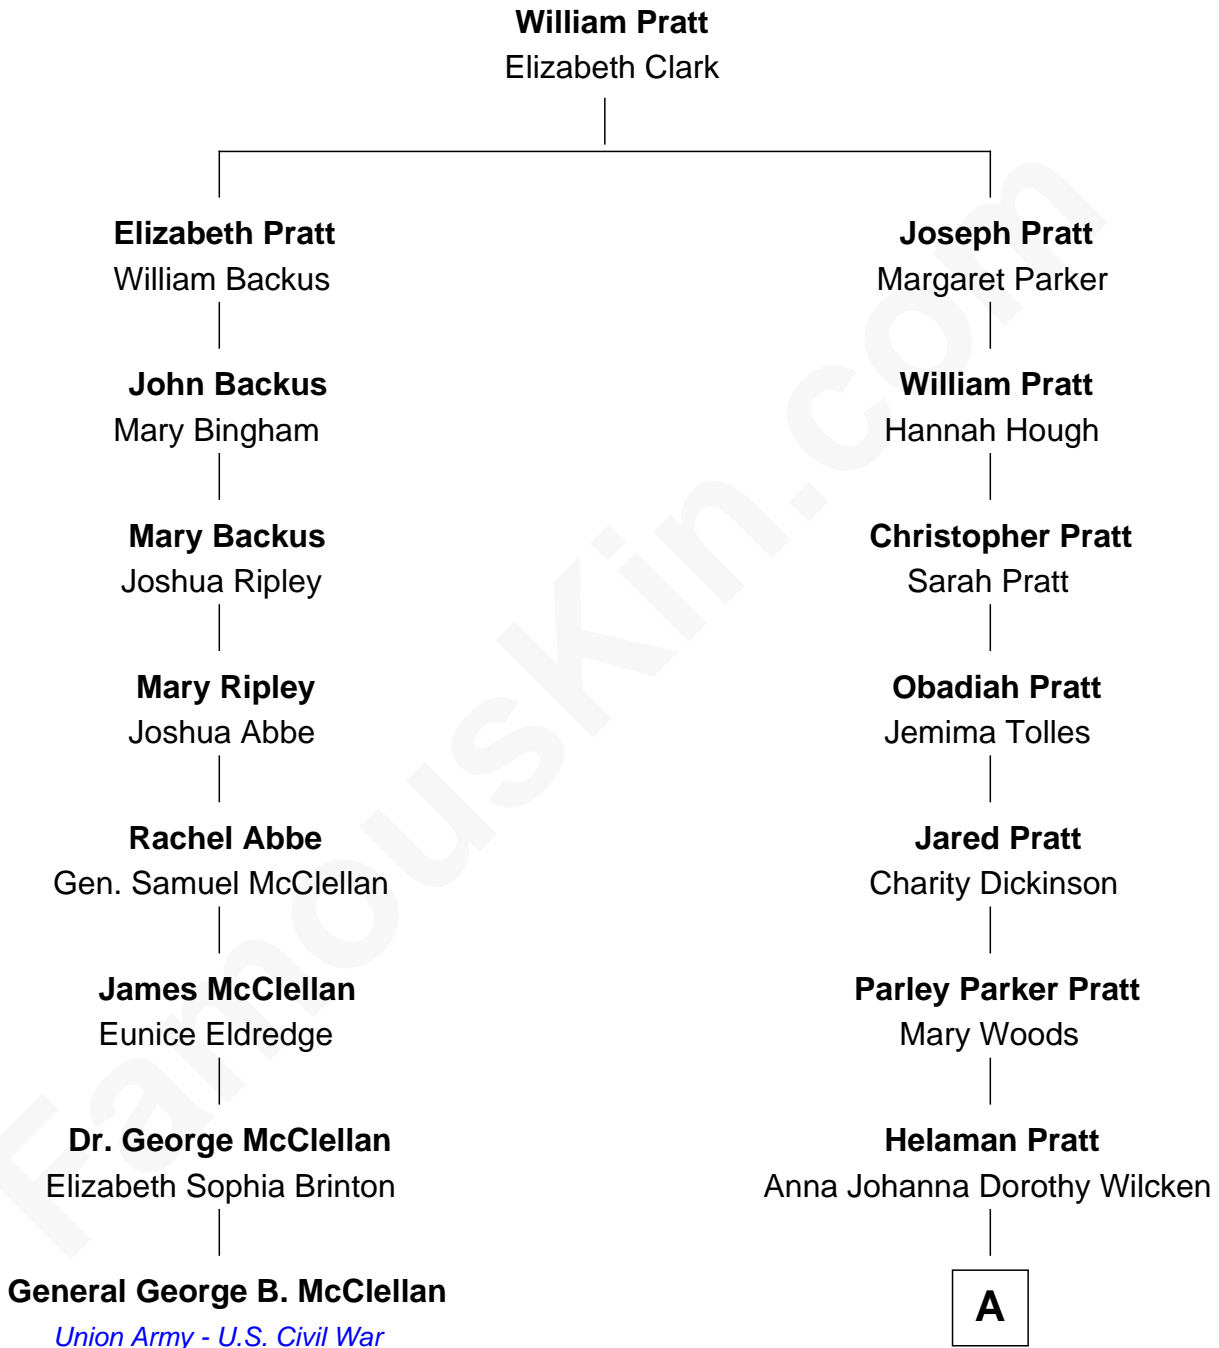 William Pratt
Elizabeth Clark
Elizabeth Pratt
William Backus
Joseph Pratt
Margaret Parker
John Backus
Mary Bingham
William Pratt
Hannah Hough
Mary Backus
Joshua Ripley
Christopher Pratt
Sarah Pratt
Mary Ripley
Joshua Abbe
Obadiah Pratt
Jemima Tolles
Rachel Abbe
Gen. Samuel McClellan
Jared Pratt
Charity Dickinson
James McClellan
Eunice Eldredge
Parley Parker Pratt
Mary Woods
Dr. George McClellan
Elizabeth Sophia Brinton
Helaman Pratt
Anna Johanna Dorothy Wilcken
General George B. McClellan
Union Army - U.S. Civil War
A
FamousKin.com